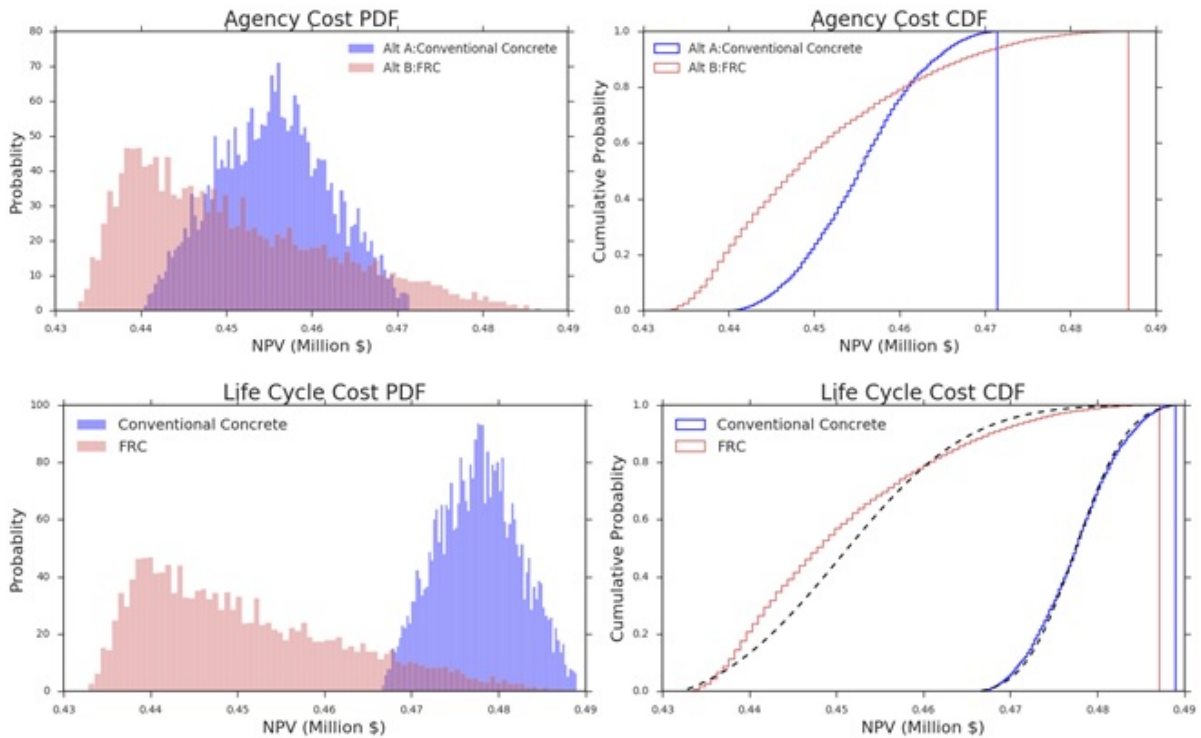 Agency Cost PDF
80
70
60
50
40
30
20
10
0
Probablity
Alt A:Conventional Concrete
Alt B:FRC
0.43 0.44 0.45 0.46 0.47 0.48 0.49
NPV (Million $)
Agency Cost CDF
1.0
0.8
0.6
0.4
0.2
0.0
Cumulative Probablity
Alt A:Conventional Concrete
Alt B:FRC
0.43 0.44 0.45 0.46 0.47 0.48 0.49
NPV (Million $)
Life Cycle Cost PDF
100
80
60
40
20
0
Probablity
Conventional Concrete
FRC
0.43 0.44 0.45 0.46 0.47 0.48 0.49
NPV (Million $)
Life Cycle Cost CDF
1.0
0.8
0.6
0.4
0.2
0.0
Cumulative Probablity
Conventional Concrete
FRC
0.43 0.44 0.45 0.46 0.47 0.48 0.49
NPV (Million $)